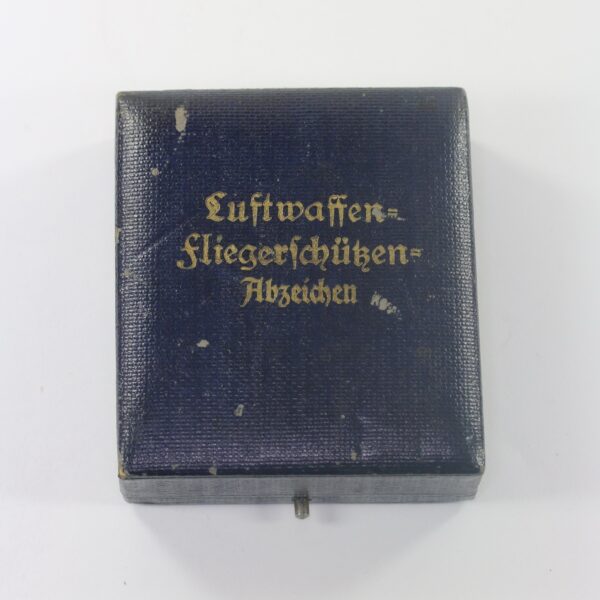 Luftwaffen=
Fliegerschützen=
Abzeichen